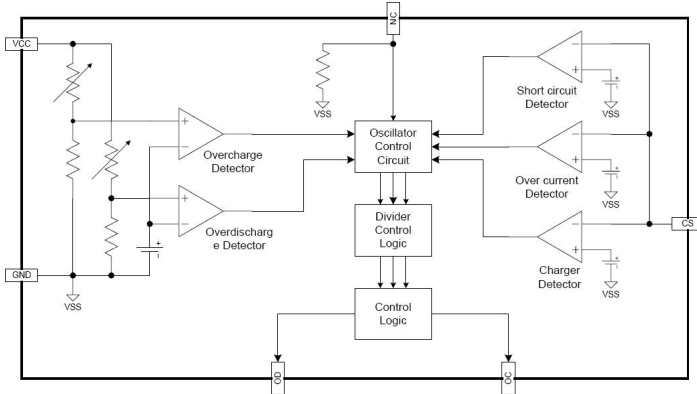 NC
VCC
VSS
Short circuit
Detector
VSS
Overcharge
Detector
Oscillator
Control
Circuit
Over current
Detector
VSS
Overdischarg
e Detector
Divider
Control
Logic
CS
GND
VSS
Charger
Detector
VSS
Control
Logic
OD
OC